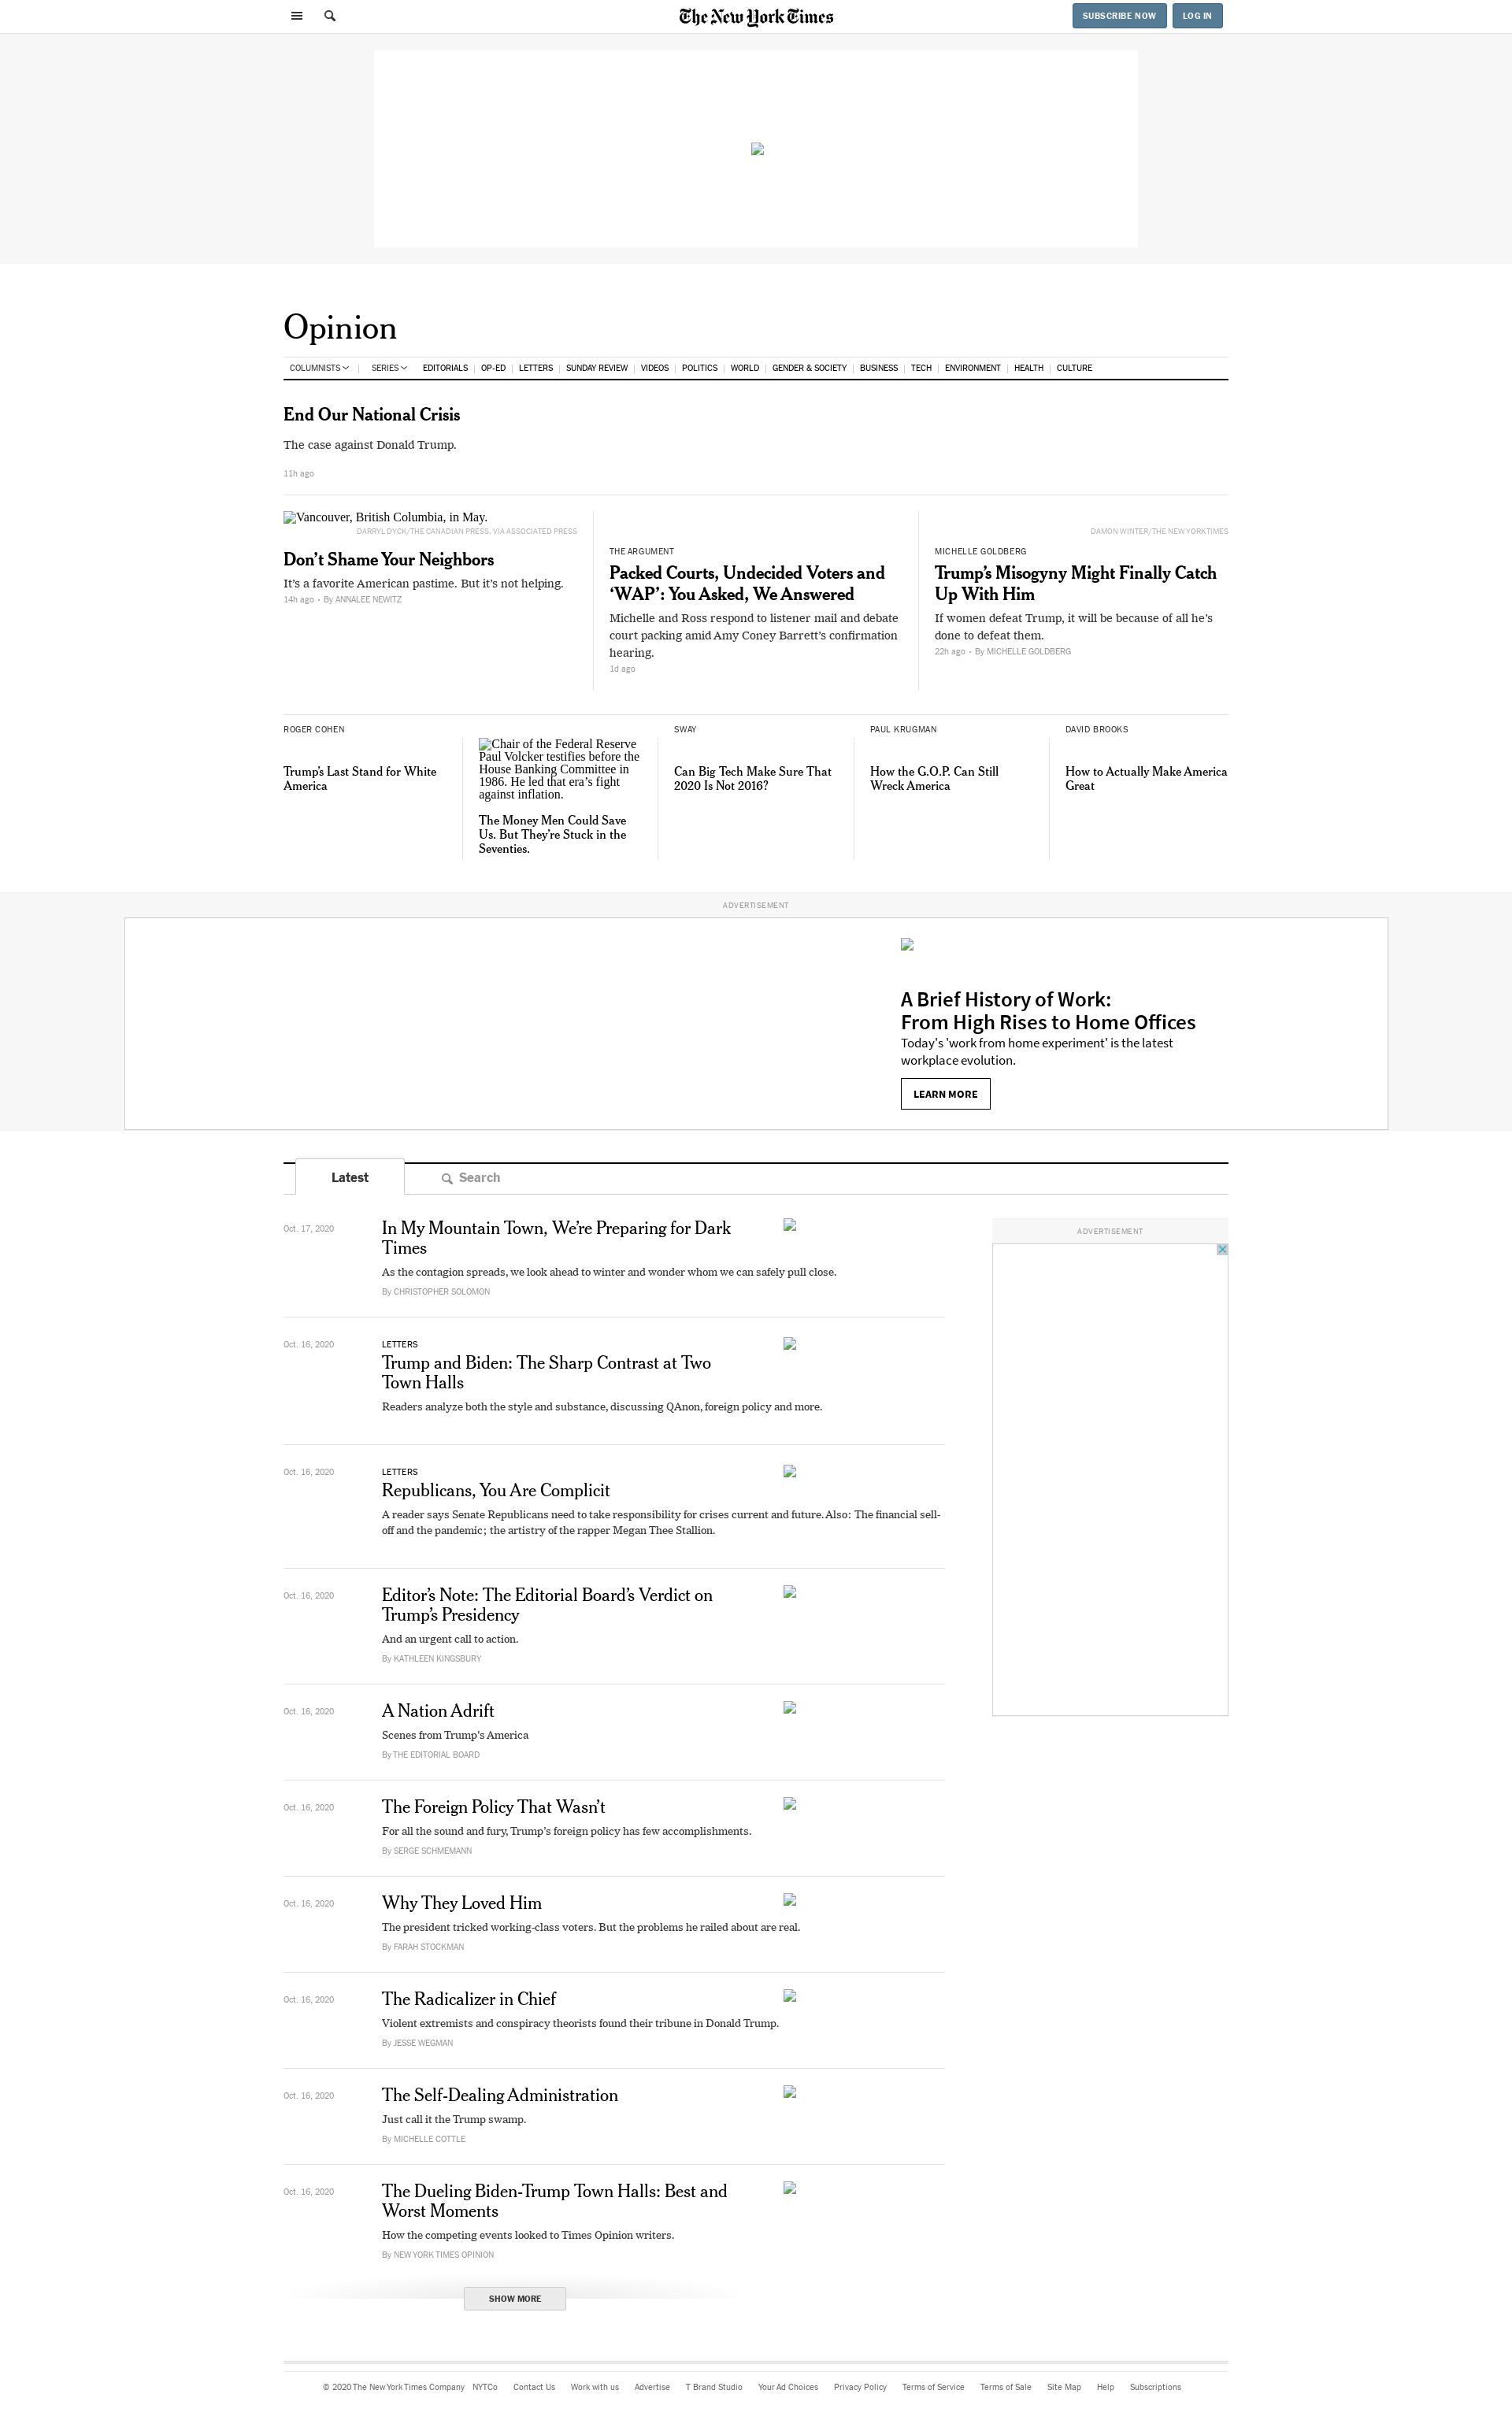 The New York Times
SUBSCRIBE NOW
LOG IN
Opinion
COLUMNISTS
SERIES
EDITORIALS
OP-ED
LETTERS
SUNDAY REVIEW
VIDEOS
POLITICS
WORLD
GENDER & SOCIETY
BUSINESS
TECH
ENVIRONMENT
HEALTH
CULTURE
End Our National Crisis
The case against Donald Trump.
11h ago
Vancouver, British Columbia, in May.
DARRYL DYCK/THE CANADIAN PRESS, VIA ASSOCIATED PRESS
Don’t Shame Your Neighbors
It’s a favorite American pastime. But it’s not helping.
14h ago • By ANNALEE NEWITZ
THE ARGUMENT
Packed Courts, Undecided Voters and
‘WAP’: You Asked, We Answered
Michelle and Ross respond to listener mail and debate
court packing amid Amy Coney Barrett’s confirmation
hearing.
1d ago
DAMON WINTER/THE NEW YORK TIMES
MICHELLE GOLDBERG
Trump’s Misogyny Might Finally Catch
Up With Him
If women defeat Trump, it will be because of all he’s
done to defeat them.
22h ago • By MICHELLE GOLDBERG
ROGER COHEN
Trump’s Last Stand for White
America
Chair of the Federal Reserve
Paul Volcker testifies before the
House Banking Committee in
1986. He led that era’s fight
against inflation.
The Money Men Could Save
Us. But They’re Stuck in the
Seventies.
SWAY
Can Big Tech Make Sure That
2020 Is Not 2016?
PAUL KRUGMAN
How the G.O.P. Can Still
Wreck America
DAVID BROOKS
How to Actually Make America
Great
ADVERTISEMENT
A Brief History of Work:
From High Rises to Home Offices
Today's 'work from home experiment' is the latest
workplace evolution.
LEARN MORE
Latest
Search
Oct. 17, 2020
In My Mountain Town, We’re Preparing for Dark
Times
As the contagion spreads, we look ahead to winter and wonder whom we can safely pull close.
By CHRISTOPHER SOLOMON
ADVERTISEMENT
Oct. 16, 2020
LETTERS
Trump and Biden: The Sharp Contrast at Two
Town Halls
Readers analyze both the style and substance, discussing QAnon, foreign policy and more.
Oct. 16, 2020
LETTERS
Republicans, You Are Complicit
A reader says Senate Republicans need to take responsibility for crises current and future. Also: The financial sell-
off and the pandemic; the artistry of the rapper Megan Thee Stallion.
Oct. 16, 2020
Editor’s Note: The Editorial Board’s Verdict on
Trump’s Presidency
And an urgent call to action.
By KATHLEEN KINGSBURY
Oct. 16, 2020
A Nation Adrift
Scenes from Trump’s America
By THE EDITORIAL BOARD
Oct. 16, 2020
The Foreign Policy That Wasn’t
For all the sound and fury, Trump’s foreign policy has few accomplishments.
By SERGE SCHMEMANN
Oct. 16, 2020
Why They Loved Him
The president tricked working-class voters. But the problems he railed about are real.
By FARAH STOCKMAN
Oct. 16, 2020
The Radicalizer in Chief
Violent extremists and conspiracy theorists found their tribune in Donald Trump.
By JESSE WEGMAN
Oct. 16, 2020
The Self-Dealing Administration
Just call it the Trump swamp.
By MICHELLE COTTLE
Oct. 16, 2020
The Dueling Biden-Trump Town Halls: Best and
Worst Moments
How the competing events looked to Times Opinion writers.
By NEW YORK TIMES OPINION
SHOW MORE
© 2020 The New York Times Company NYTCo Contact Us Work with us Advertise T Brand Studio Your Ad Choices Privacy Policy Terms of Service Terms of Sale Site Map Help Subscriptions